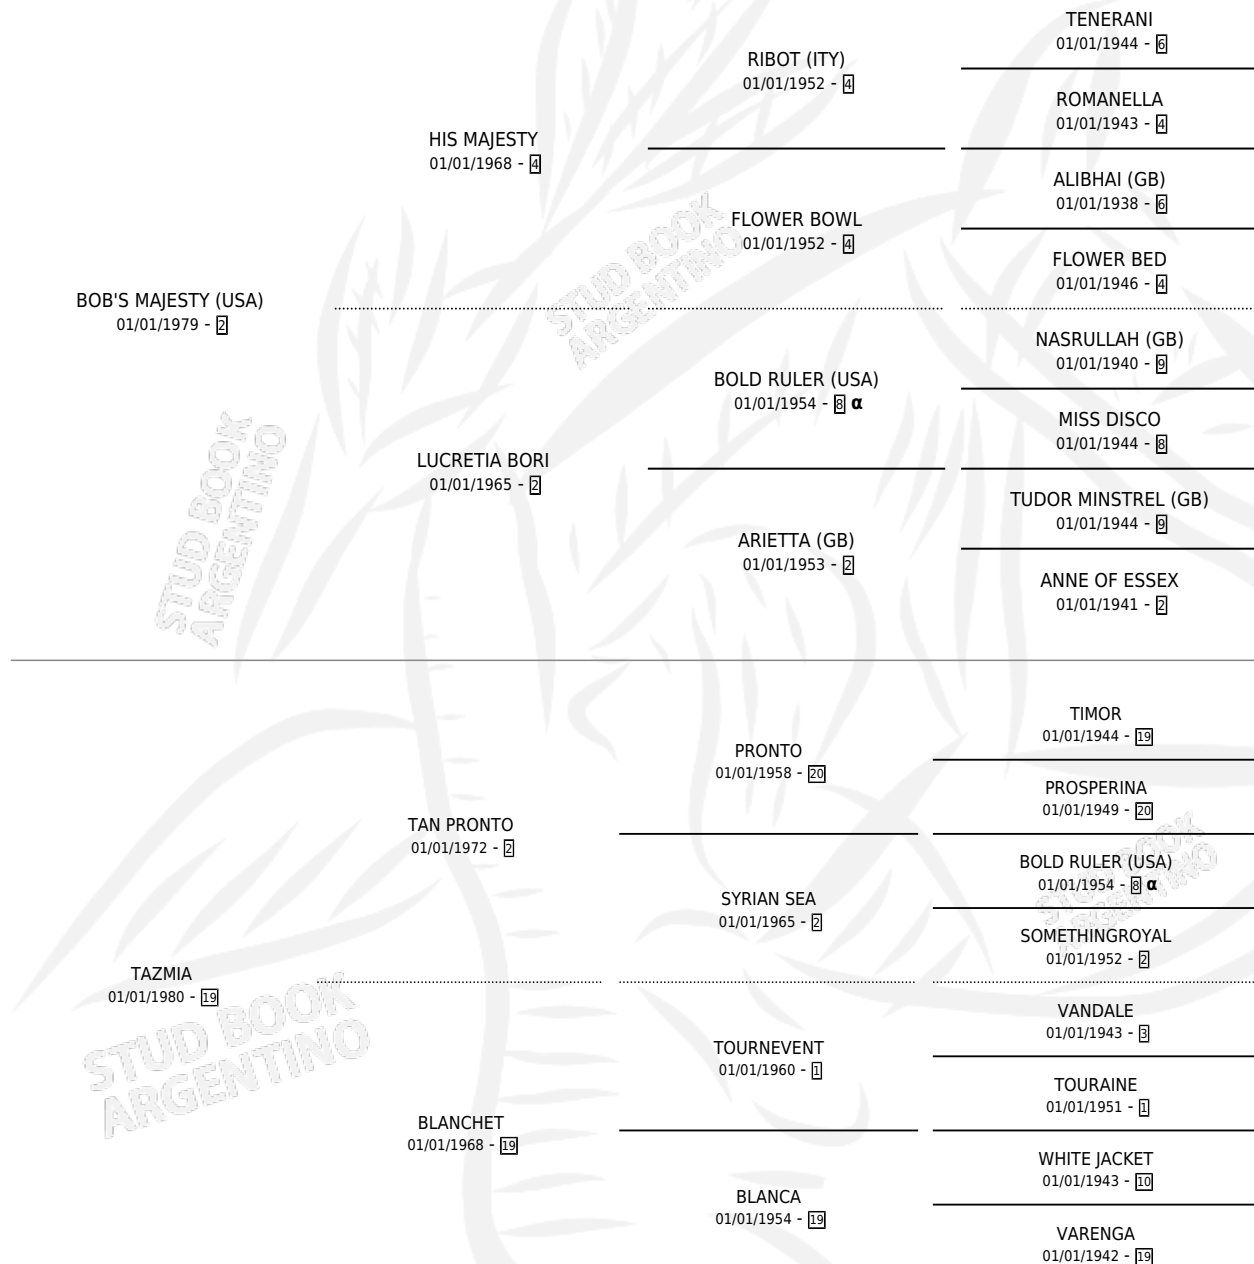 TENERANI
01/01/1944 - 6
RIBOT (ITY)
01/01/1952 - 4
ROMANELLA
01/01/1943 - 4
HIS MAJESTY
01/01/1968 - 4
ALIBHAI (GB)
01/01/1938 - 6
FLOWER BOWL
01/01/1952 - 4
FLOWER BED
01/01/1946 - 4
BOB'S MAJESTY (USA)
01/01/1979 - 2
NASRULLAH (GB)
01/01/1940 - 9
BOLD RULER (USA)
01/01/1954 - 8 α
MISS DISCO
01/01/1944 - 8
LUCRETIA BORI
01/01/1965 - 2
TUDOR MINSTREL (GB)
01/01/1944 - 9
ARIETTA (GB)
01/01/1953 - 2
ANNE OF ESSEX
01/01/1941 - 2
TIMOR
01/01/1944 - 19
PRONTO
01/01/1958 - 20
PROSPERINA
01/01/1949 - 20
TAN PRONTO
01/01/1972 - 2
BOLD RULER (USA)
01/01/1954 - 8 α
SYRIAN SEA
01/01/1965 - 2
SOMETHINGROYAL
01/01/1952 - 2
TAZMIA
01/01/1980 - 19
VANDALE
01/01/1943 - 3
TOURNEVENT
01/01/1960 - 1
TOURAINE
01/01/1951 - 1
BLANCHET
01/01/1968 - 19
WHITE JACKET
01/01/1943 - 10
BLANCA
01/01/1954 - 19
VARENGA
01/01/1942 - 19
STUD BOOK
ARGENTINO
STUD BOOK
ARGENTINO
STUD BOOK
ARGENTINO
STUD BOOK
ARGENTINO